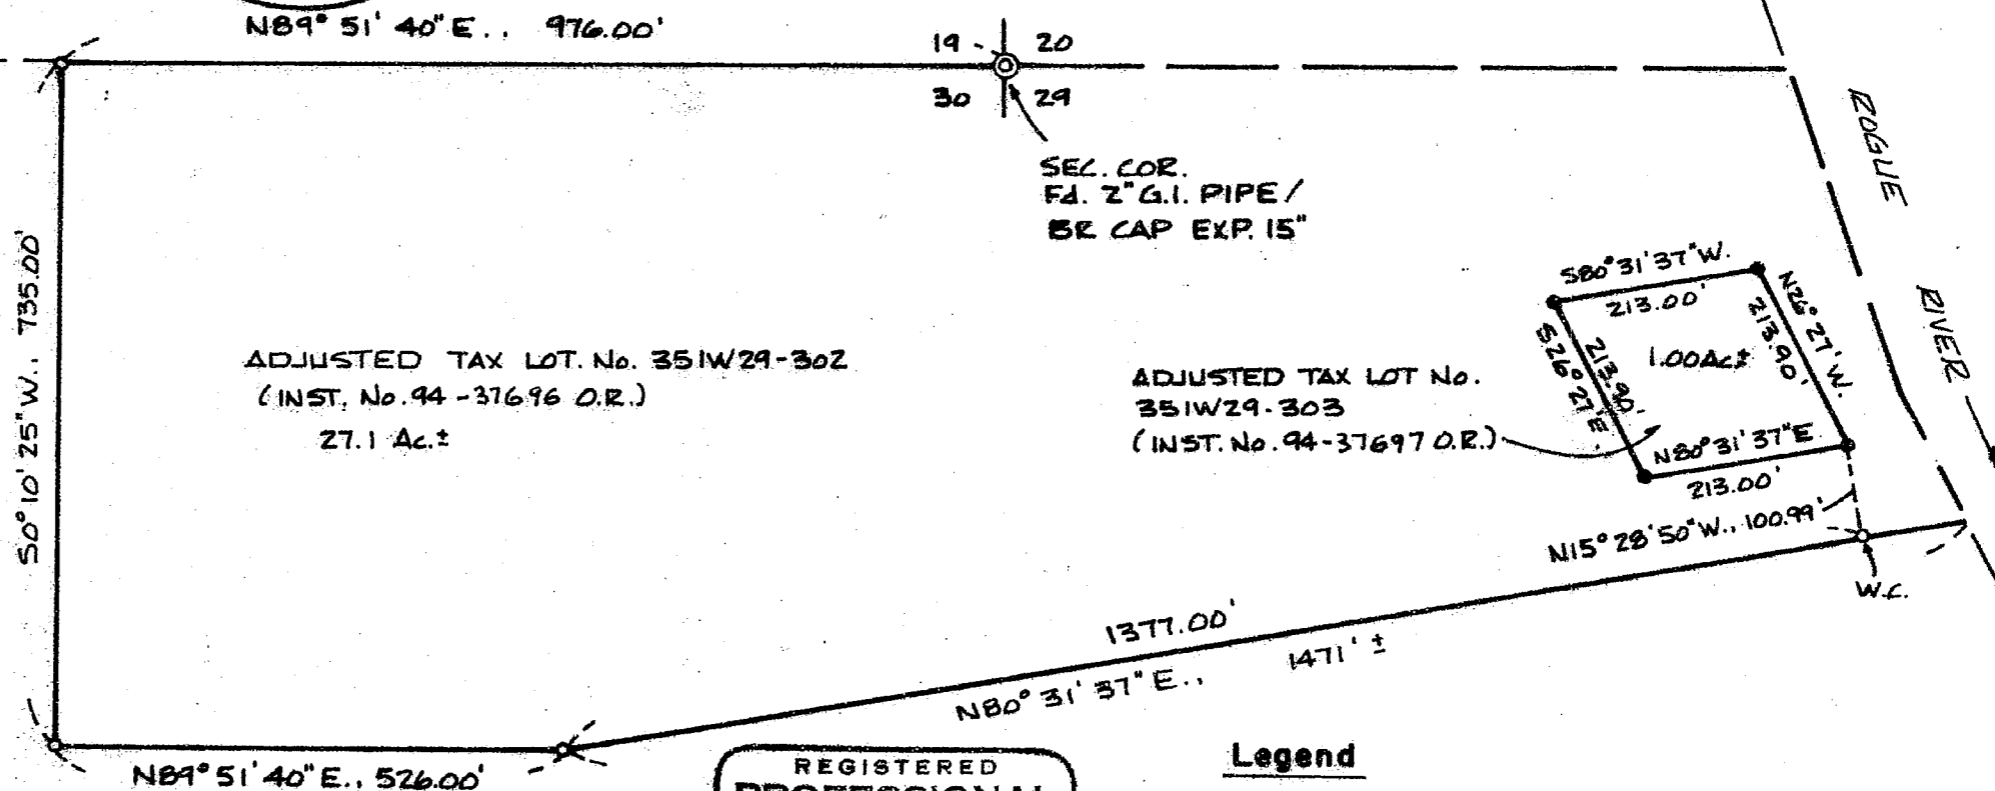 N89° 51' 40" E., 976.00'
19 20
30 29
SEC. COR.
Fd. 2" G.I. PIPE /
BR CAP EXP. 15"
ROGUE
RIVER
S0° 10' 25" W., 735.00'
ADJUSTED TAX LOT. No. 351W29-302
(INST. No. 94-37696 O.R.)
27.1 Ac.±
ADJUSTED TAX LOT No.
351W29-303
(INST. No. 94-37697 O.R.)
S80° 31' 37" W.
213.00'
N26° 27' W.
213.90'
1.00 Ac.±
S26° 27' E.
213.90'
N80° 31' 37" E.
213.00'
N15° 28' 50" W., 100.99'
W.C.
1377.00'
N80° 31' 37" E., 1471' ±
N89° 51' 40" E., 526.00'
REGISTERED
PROFESSIONAL
Legend